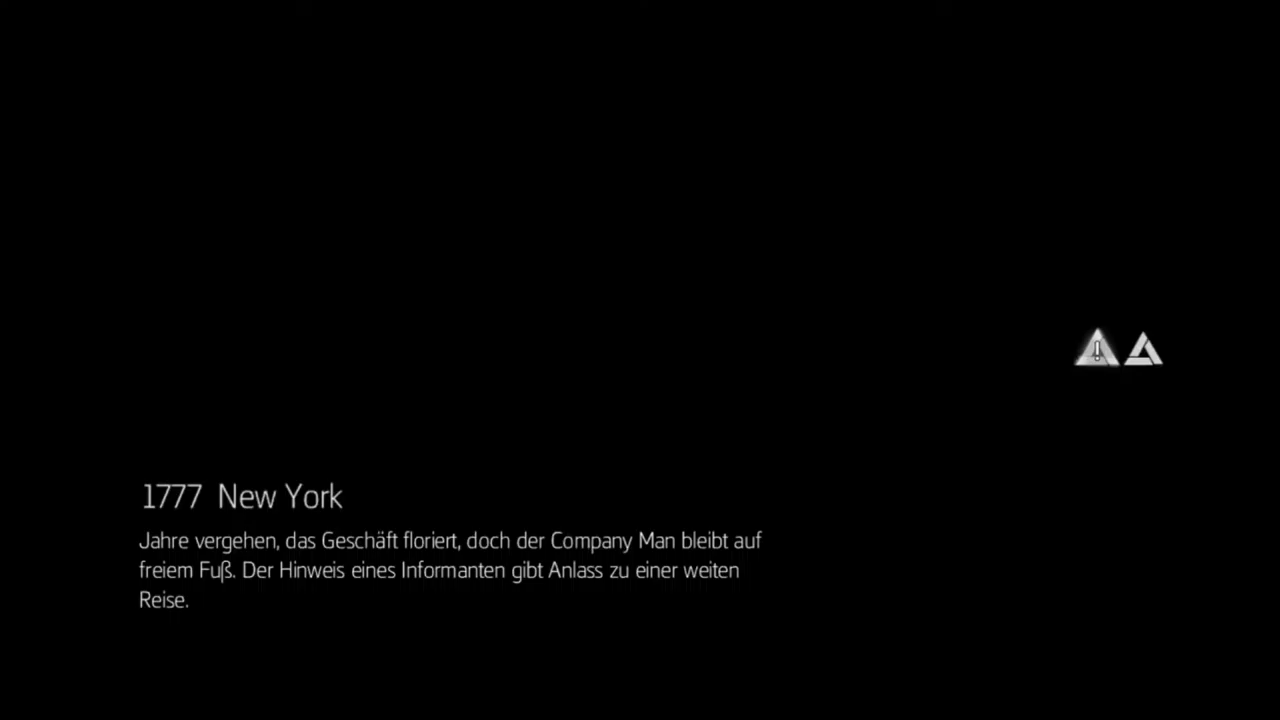 1777 New York
Jahre vergehen, das Geschäft floriert, doch der Company Man bleibt auf
freiem Fuß. Der Hinweis eines Informanten gibt Anlass zu einer weiten
Reise.